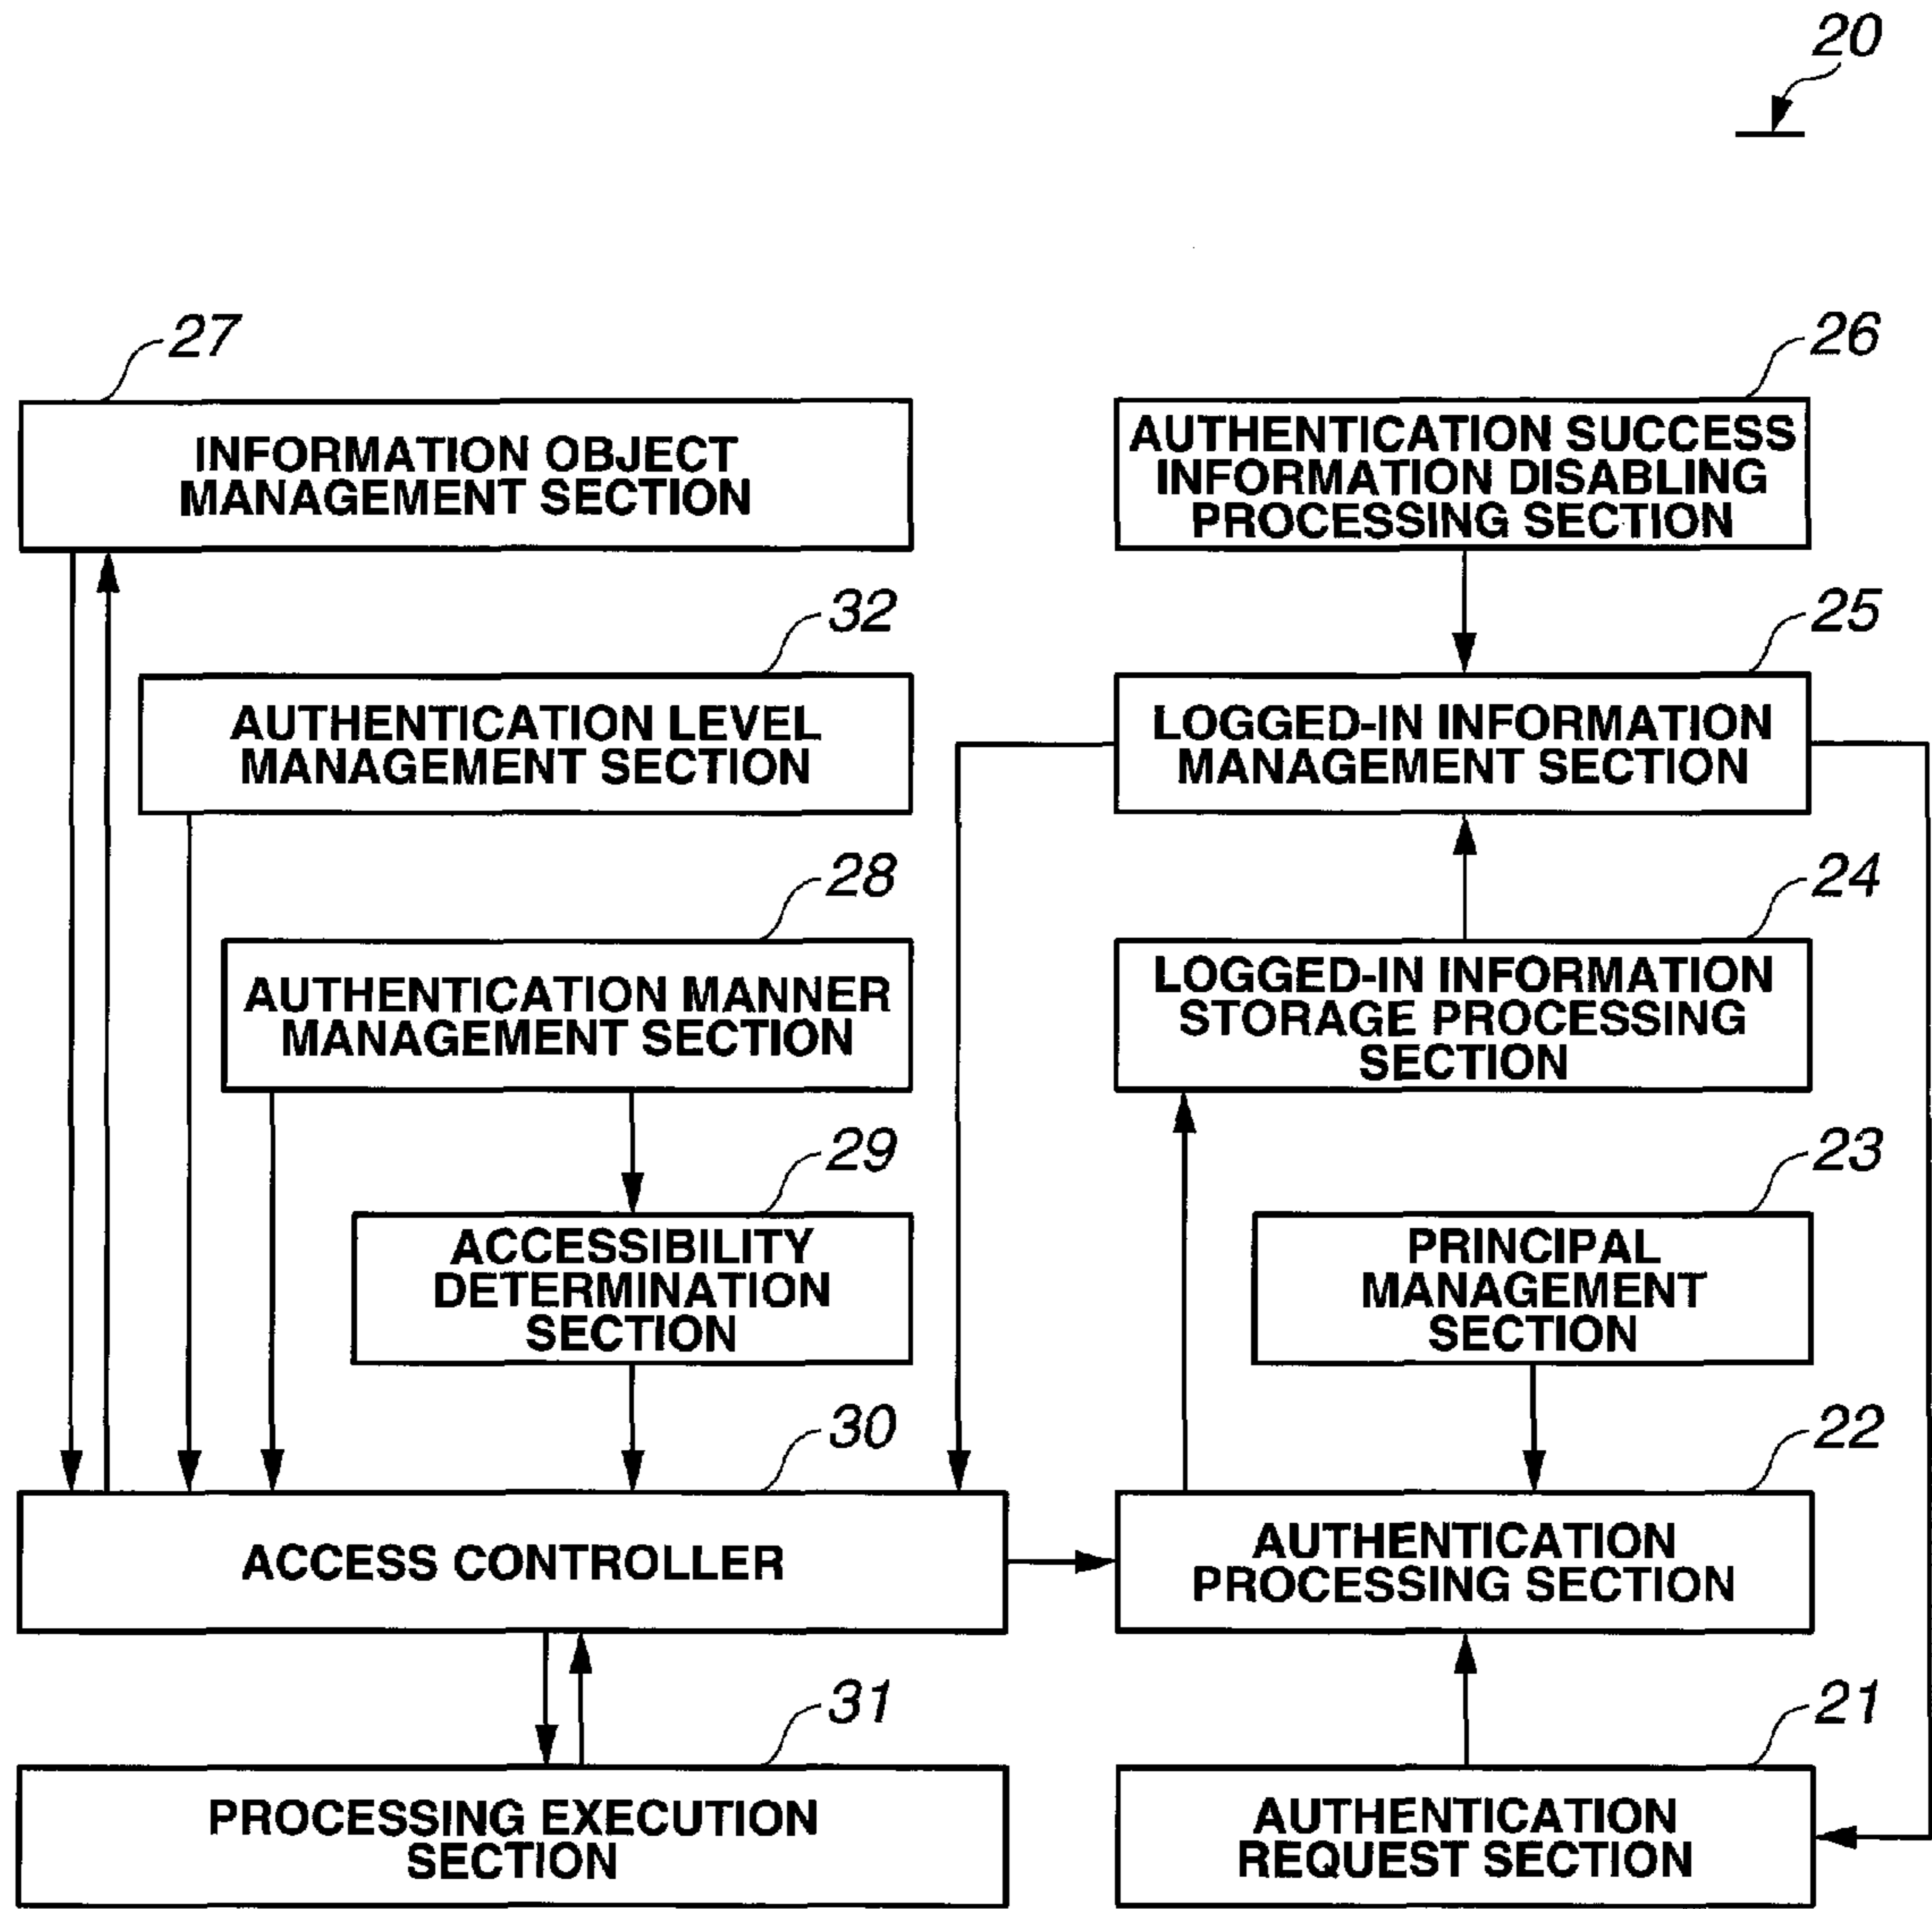 20
27
INFORMATION OBJECT
MANAGEMENT SECTION
26
AUTHENTICATION SUCCESS
INFORMATION DISABLING
PROCESSING SECTION
32
AUTHENTICATION LEVEL
MANAGEMENT SECTION
25
LOGGED-IN INFORMATION
MANAGEMENT SECTION
28
AUTHENTICATION MANNER
MANAGEMENT SECTION
24
LOGGED-IN INFORMATION
STORAGE PROCESSING
SECTION
29
ACCESSIBILITY
DETERMINATION
SECTION
23
PRINCIPAL
MANAGEMENT
SECTION
30
ACCESS CONTROLLER
22
AUTHENTICATION
PROCESSING SECTION
31
PROCESSING EXECUTION
SECTION
21
AUTHENTICATION
REQUEST SECTION